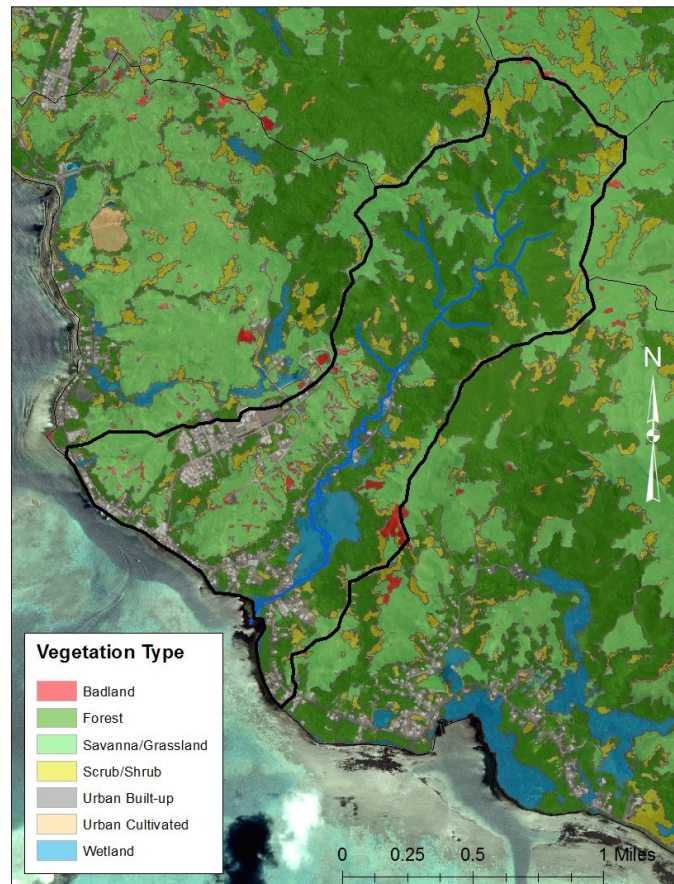 N
Vegetation Type
Badland
Forest
Savanna/Grassland
Scrub/Shrub
Urban Built-up
Urban Cultivated
Wetland
0 0.25 0.5 1 Miles